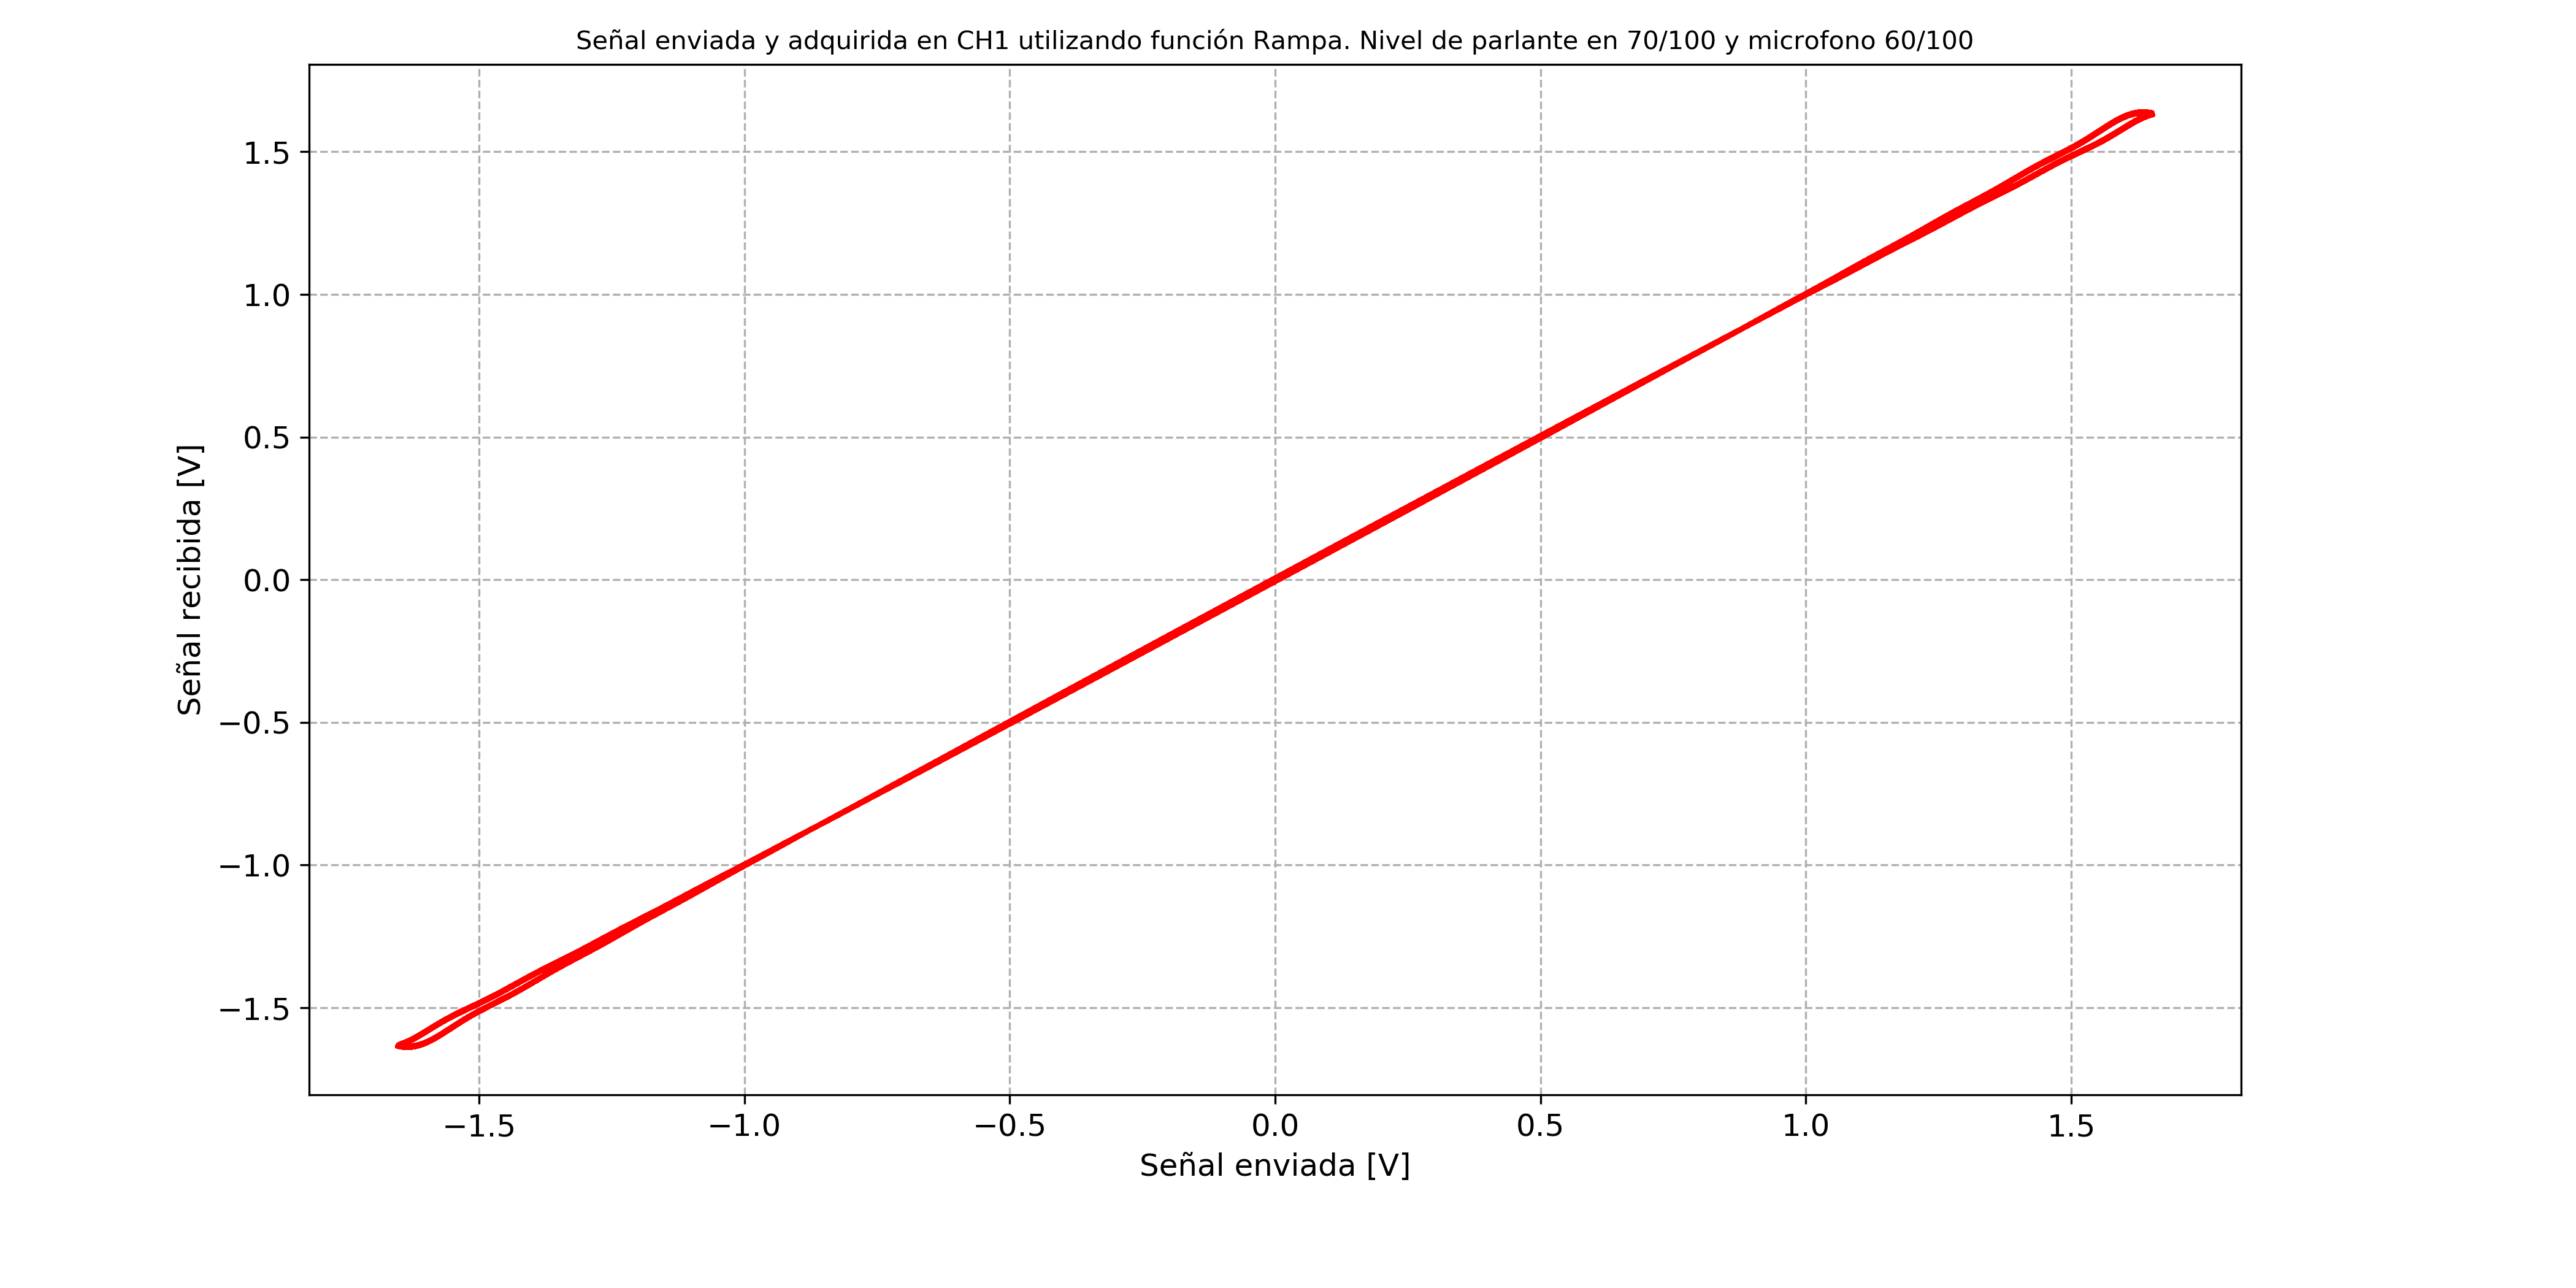 Señal enviada y adquirida en CH1 utilizando función Rampa. Nivel de parlante en 70/100 y microfono 60/100
Señal recibida [V]
1.5
1.0
0.5
0.0
−0.5
−1.0
−1.5
−1.5 −1.0 −0.5 0.0 0.5 1.0 1.5
Señal enviada [V]